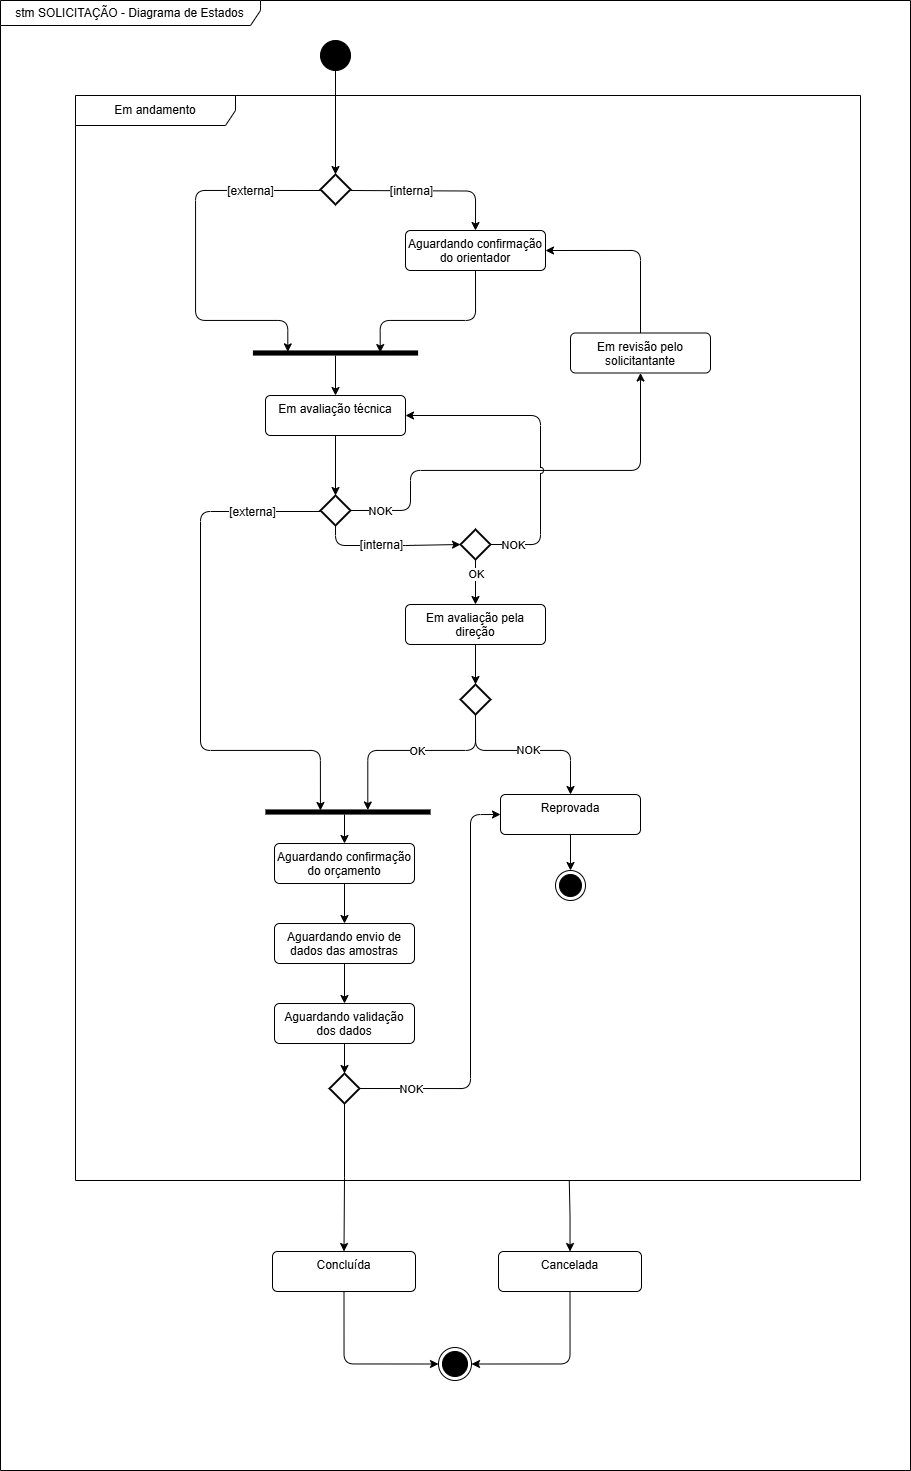 stm SOLICITAÇÃO - Diagrama de Estados
Em andamento
[externa]
[interna]
Aguardando confirmação
do orientador
Em revisão pelo
solicitantante
Em avaliação técnica
[externa]
NOK
[interna]
NOK
OK
Em avaliação pela
direção
OK
NOK
Reprovada
Aguardando confirmação
do orçamento
Aguardando envio de
dados das amostras
Aguardando validação
dos dados
NOK
Concluída
Cancelada